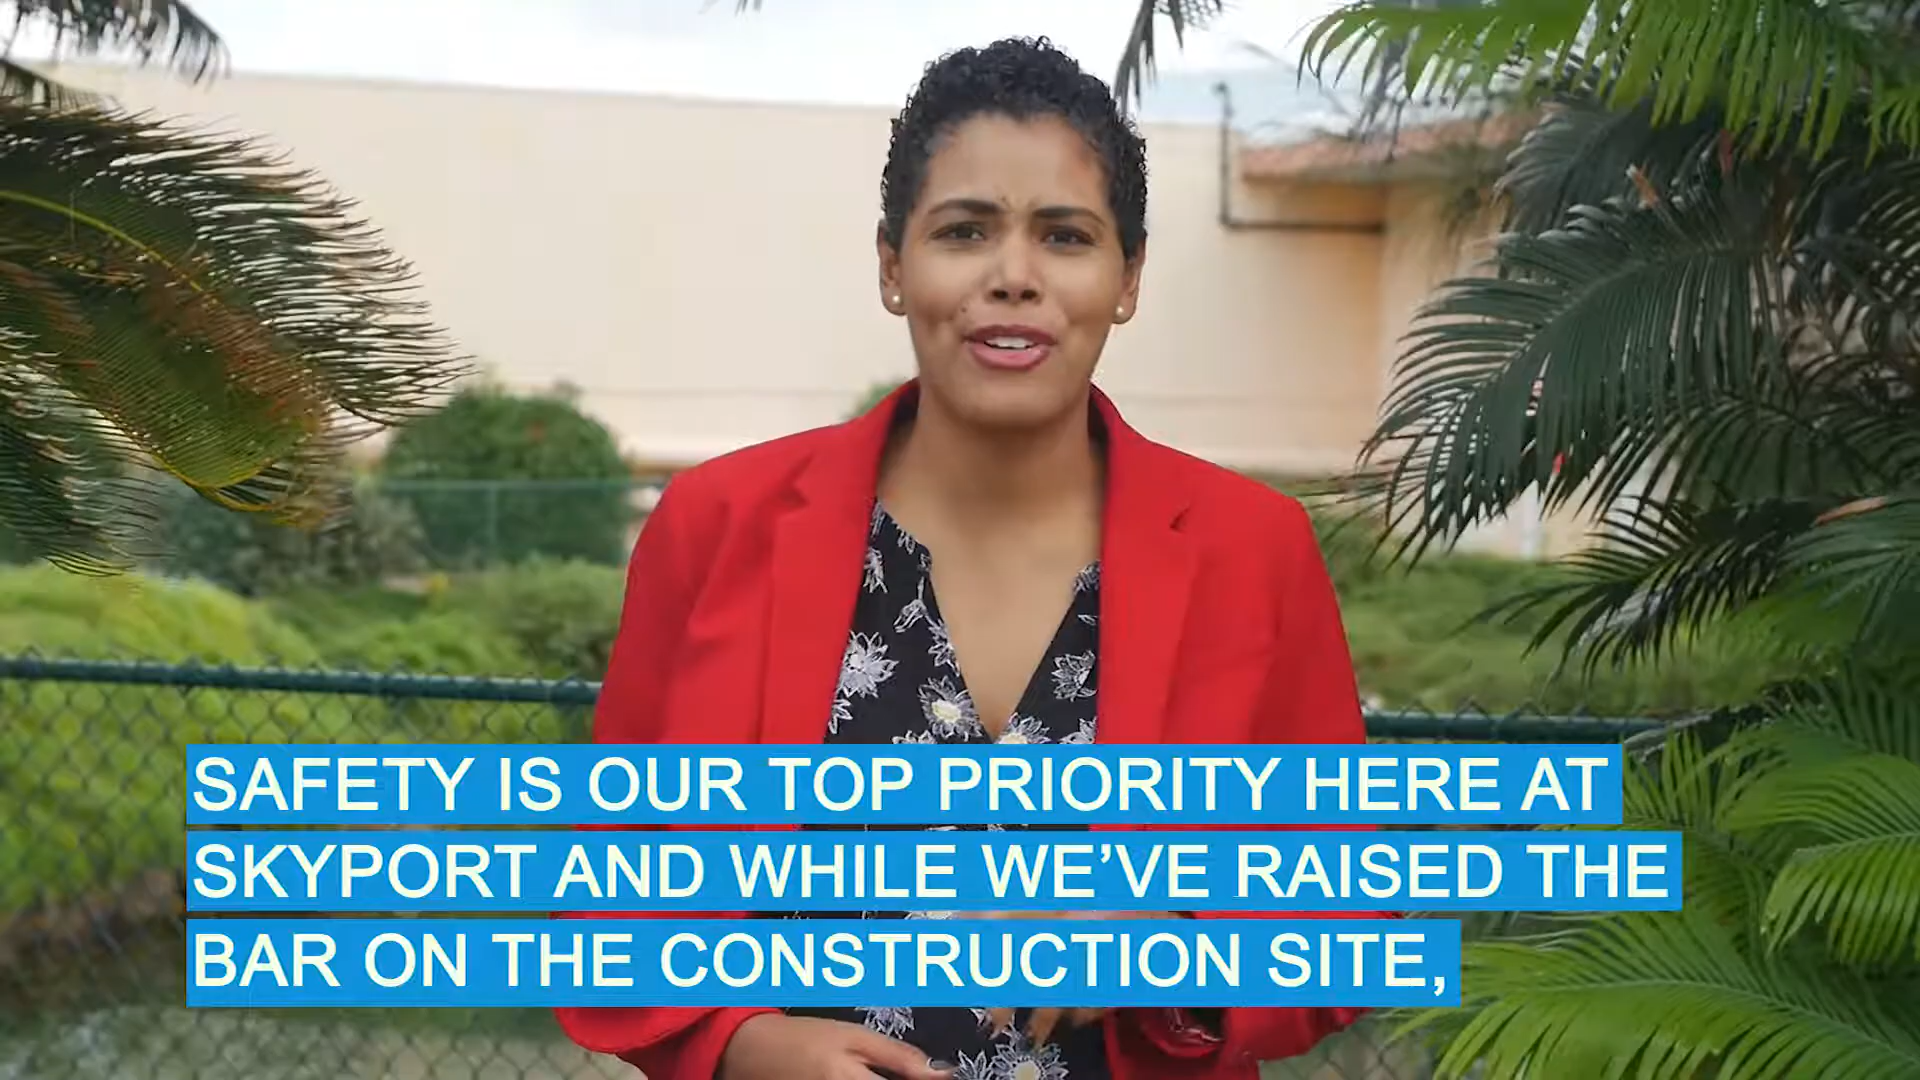 SAFETY IS OUR TOP PRIORITY HERE AT
SKYPORT AND WHILE WE’VE RAISED THE
BAR ON THE CONSTRUCTION SITE,